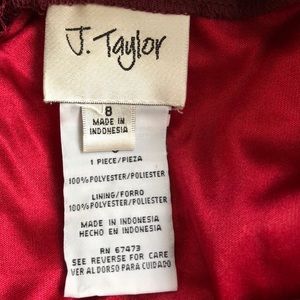 J. Taylor
8
MADE IN
INDONESIA
1 PIECE/PIEZA
100%POLYESTER/POLIESTER
LINING/FORRO
100%POLYESTER/POLIESTER
MADE IN INDONESIA
HECHO EN INDONESIA
RN 67473
SEE REVERSE FOR CARE
VER AL DORSO PARA CUIDADO